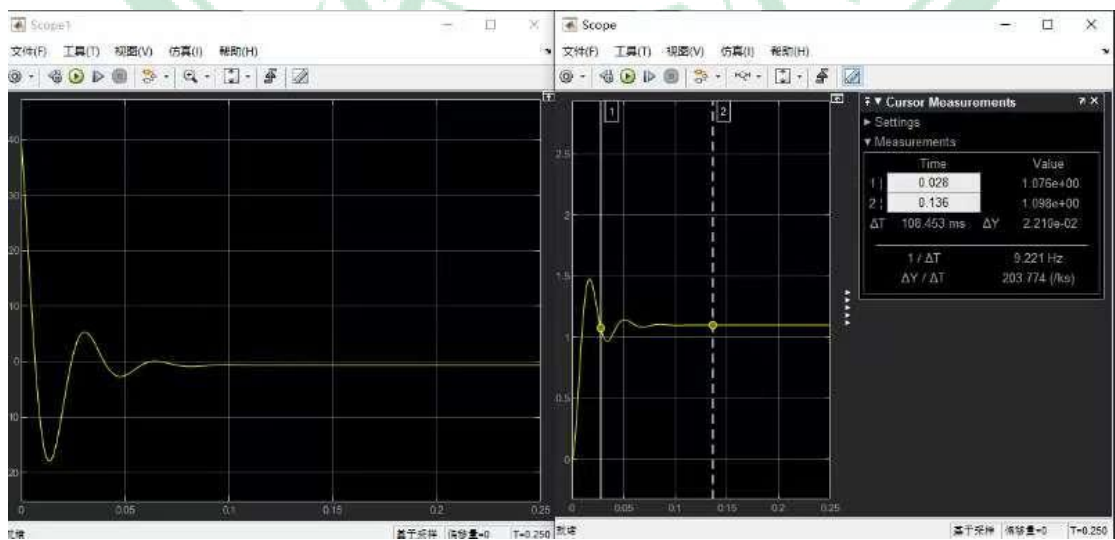 Scope1
文件(F) 工具(T) 视图(V) 仿真(I) 帮助(H)
40
30
20
10
0
10
20
0 0.05 0.1 0.15 0.2 0.25
就绪 基于采样 偏移量=0 T=0.250
Scope
文件(F) 工具(T) 视图(V) 仿真(I) 帮助(H)
1 2
2.5
2
1.5
1
0.5
0
0 0.05 0.1 0.15 0.2 0.25
Cursor Measurements
Settings
Measurements
Time Value
1 0.028 1.076e+00
2 0.136 1.098e+00
ΔT 108.453 ms ΔY 2.210e-02
1 / ΔT 9.221 Hz
ΔY / ΔT 203.774 (/ks)
就绪 基于采样 偏移量=0 T=0.250